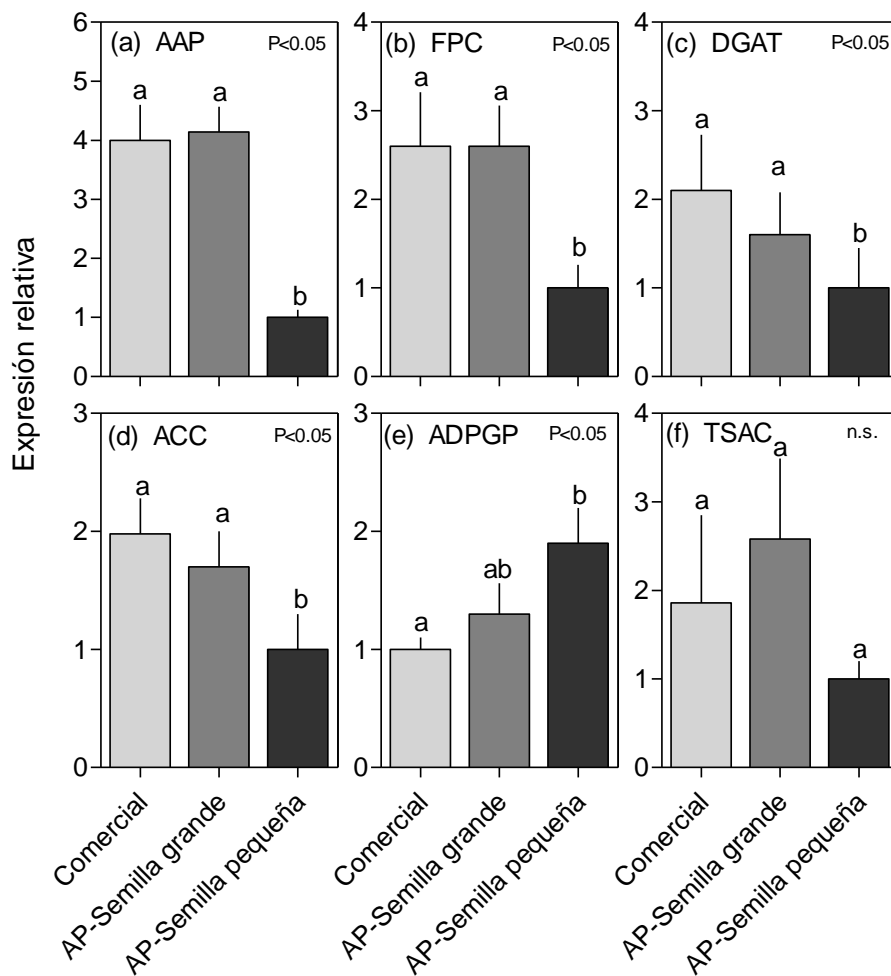 Expresión relativa
(a) AAP P<0.05
6
5
4
3
2
1
0
a
a
b
(b) FPC P<0.05
4
3
2
1
0
a
a
b
(c) DGAT P<0.05
4
3
2
1
0
a
a
b
(d) ACC P<0.05
3
2
1
0
a
a
b
(e) ADPGP P<0.05
3
2
1
0
a
ab
b
(f) TSAC n.s.
4
3
2
1
0
a
a
a
Comercial
AP-Semilla grande
AP-Semilla pequeña
Comercial
AP-Semilla grande
AP-Semilla pequeña
Comercial
AP-Semilla grande
AP-Semilla pequeña